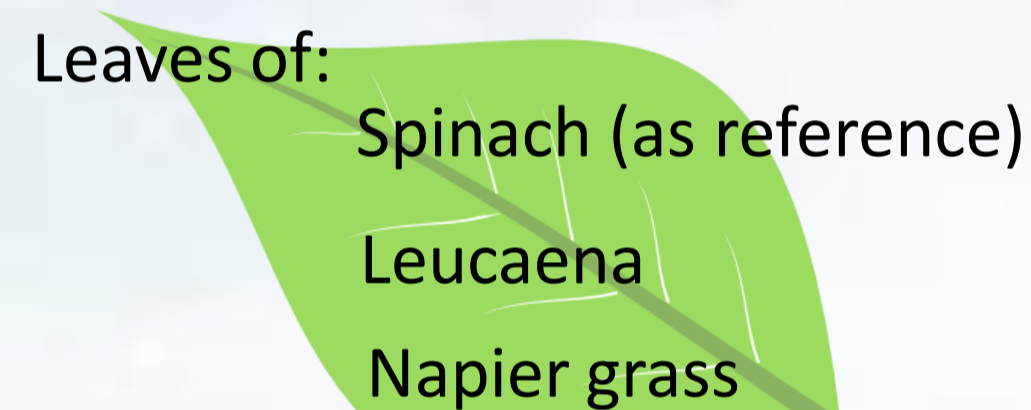 Leaves of:
Spinach (as reference)
Leucaena
Napier grass